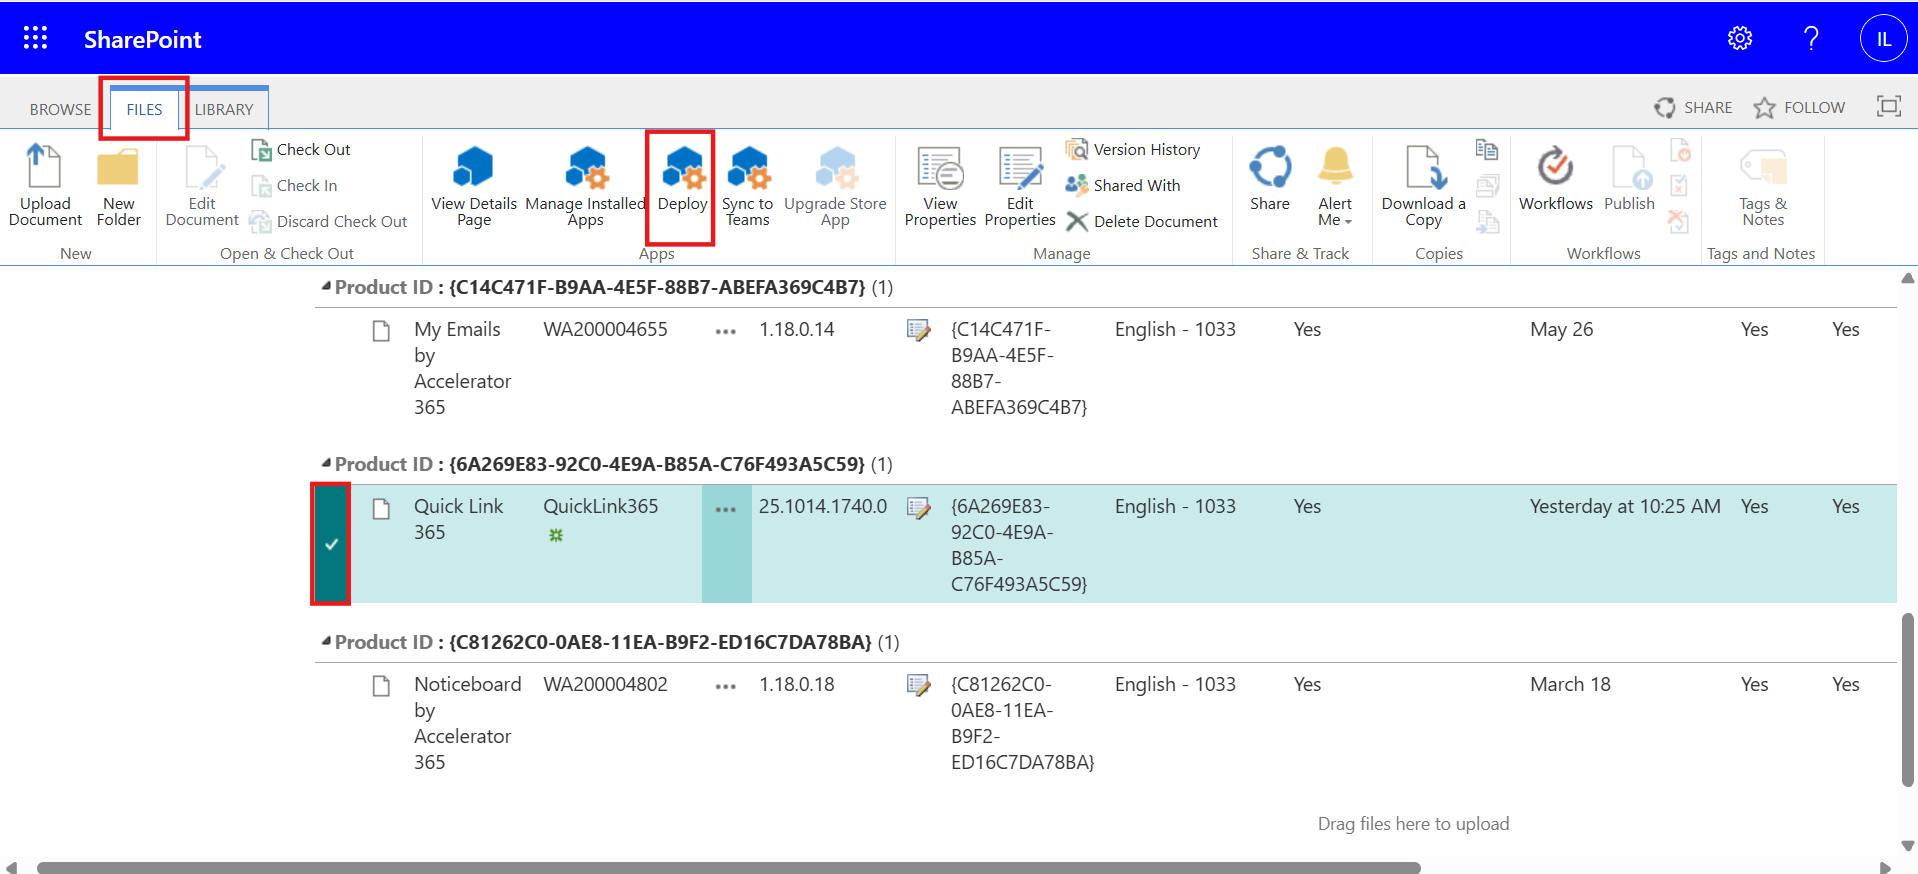 SharePoint
IL
BROWSE FILES LIBRARY SHARE FOLLOW
Upload Document
New Folder
New
Edit Document
Check Out
Check In
Discard Check Out
Open & Check Out
View Details Page
Manage Installed Apps
Deploy
Sync to Teams
Upgrade Store App
Apps
View Properties
Edit Properties
Version History
Shared With
Delete Document
Manage
Share
Alert Me
Share & Track
Download a Copy
Copies
Workflows
Publish
Workflows
Tags & Notes
Tags and Notes
Product ID : {C14C471F-B9AA-4E5F-88B7-ABEFA369C4B7} (1)
My Emails WA200004655 ... 1.18.0.14 {C14C471F- English - 1033 Yes May 26 Yes Yes
by B9AA-4E5F-
Accelerator 88B7-
365 ABEFA369C4B7}
Product ID : {6A269E83-92C0-4E9A-B85A-C76F493A5C59} (1)
Quick Link QuickLink365 ... 25.1014.1740.0 {6A269E83- English - 1033 Yes Yesterday at 10:25 AM Yes Yes
365 92C0-4E9A-
B85A-
C76F493A5C59}
Product ID : {C81262C0-0AE8-11EA-B9F2-ED16C7DA78BA} (1)
Noticeboard WA200004802 ... 1.18.0.18 {C81262C0- English - 1033 Yes March 18 Yes Yes
by 0AE8-11EA-
Accelerator B9F2-
365 ED16C7DA78BA}
Drag files here to upload